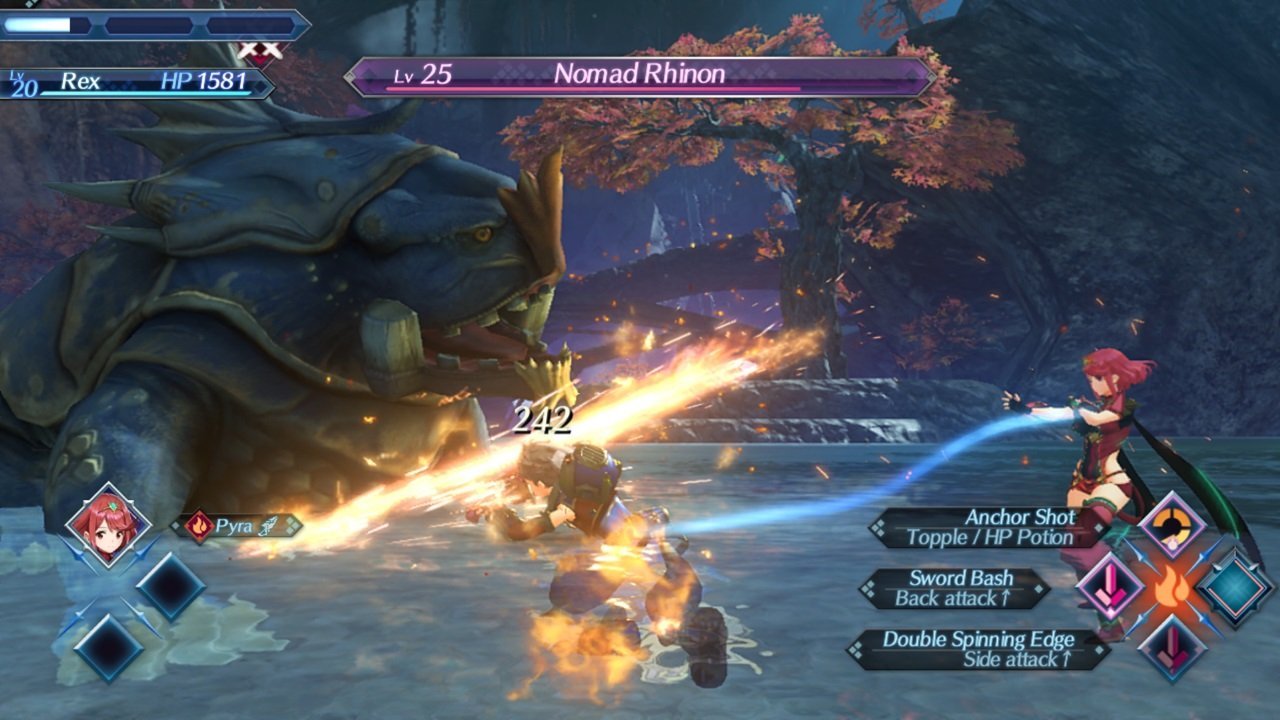 Lv 25 Nomad Rhinon
Lv 20 Rex HP 1581
242
Pyra
Anchor Shot
Topple / HP Potion
Sword Bash
Back attack↑
Double Spinning Edge
Side attack↑